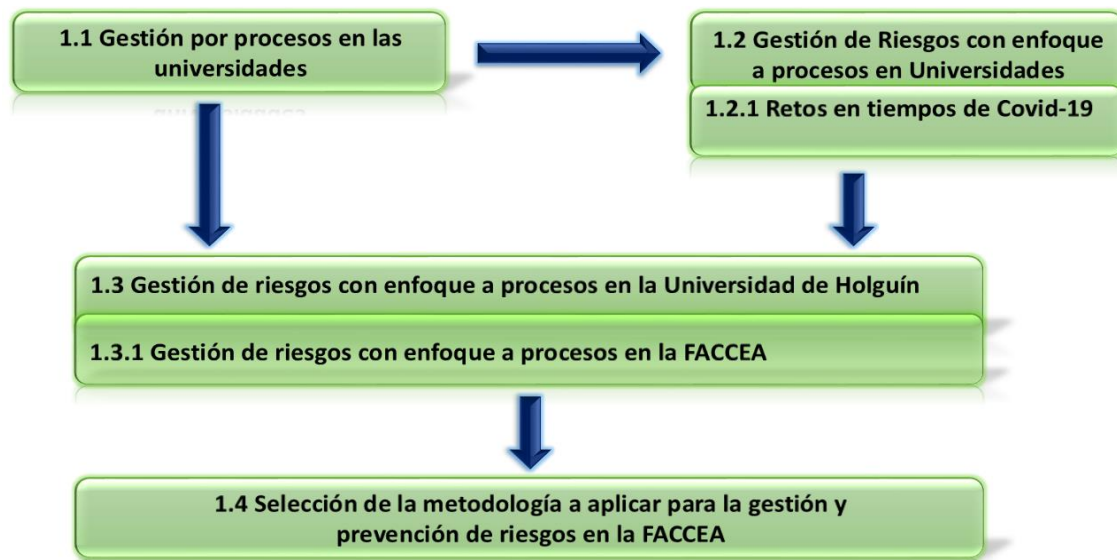 1.1 Gestión por procesos en las
universidades
1.2 Gestión de Riesgos con enfoque
a procesos en Universidades
1.2.1 Retos en tiempos de Covid-19
1.3 Gestión de riesgos con enfoque a procesos en la Universidad de Holguín
1.3.1 Gestión de riesgos con enfoque a procesos en la FACCEA
1.4 Selección de la metodología a aplicar para la gestión y
prevención de riesgos en la FACCEA